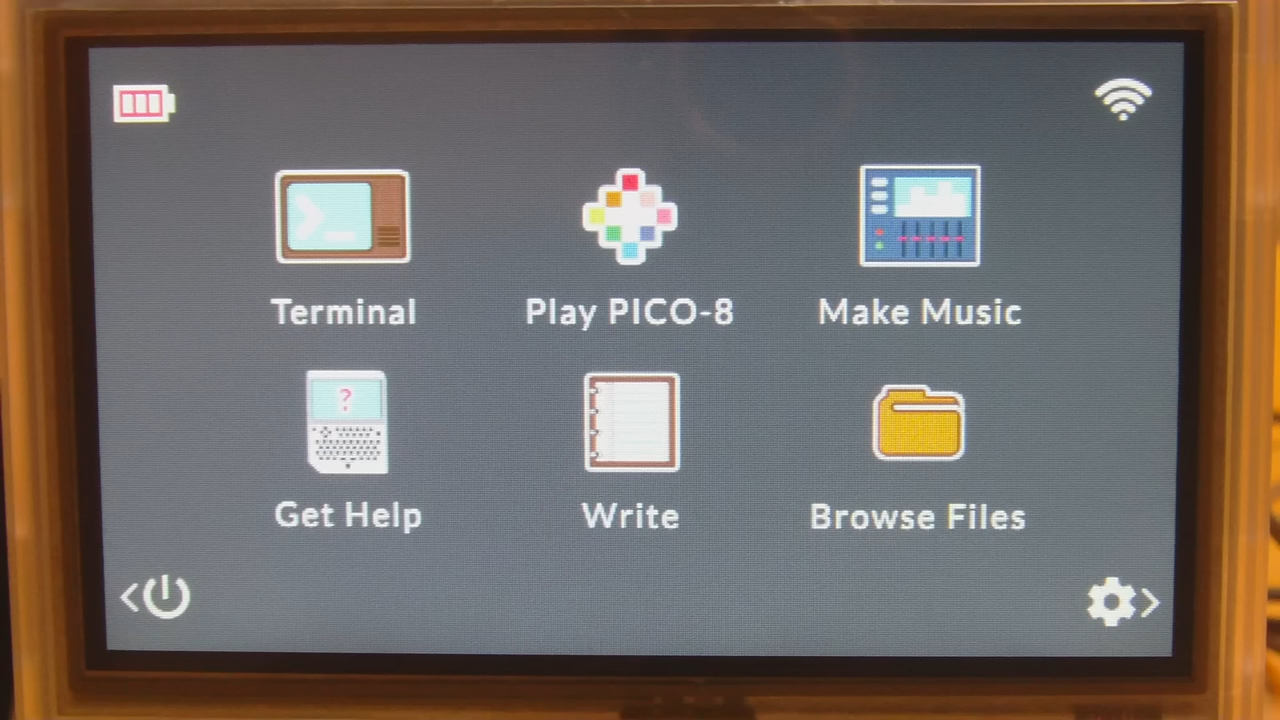 Terminal
Play PICO-8
Make Music
Get Help
Write
Browse Files